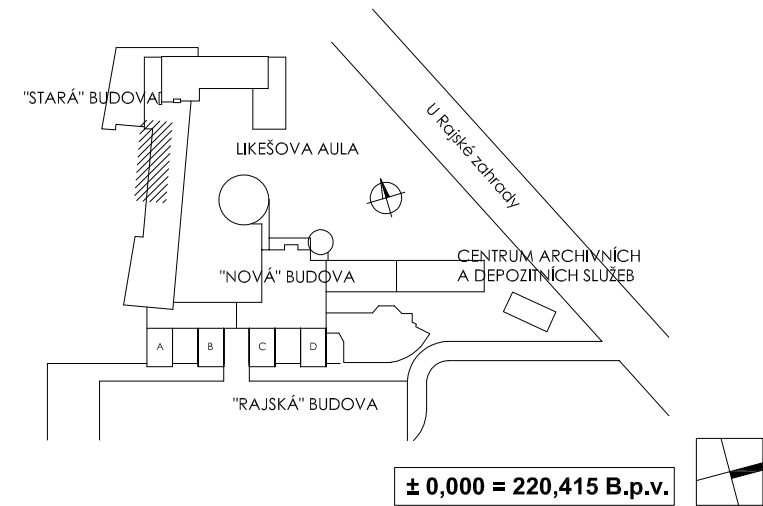 "STARÁ" BUDOVA
LIKEŠOVA AULA
U Rajské zahrady
CENTRUM ARCHIVNÍCH
A DEPOZITNÍCH SLUŽEB
"NOVÁ" BUDOVA
A B C D
"RAJSKÁ" BUDOVA
± 0,000 = 220,415 B.p.v.